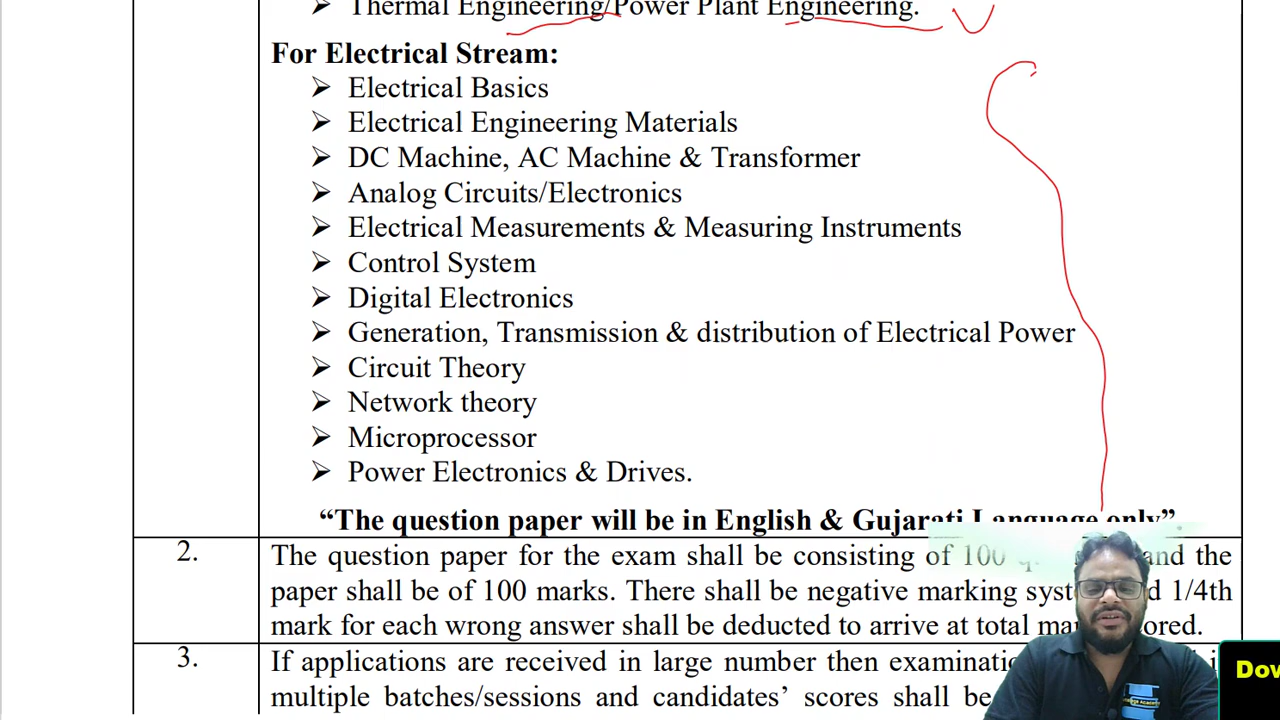 ➢ Thermal Engineering/Power Plant Engineering.
For Electrical Stream:
➢ Electrical Basics
➢ Electrical Engineering Materials
➢ DC Machine, AC Machine & Transformer
➢ Analog Circuits/Electronics
➢ Electrical Measurements & Measuring Instruments
➢ Control System
➢ Digital Electronics
➢ Generation, Transmission & distribution of Electrical Power
➢ Circuit Theory
➢ Network theory
➢ Microprocessor
➢ Power Electronics & Drives.
“The question paper will be in English & Gujarati Language only”.
2. The question paper for the exam shall be consisting of 100 and the
paper shall be of 100 marks. There shall be negative marking 1/4th
mark for each wrong answer shall be deducted to arrive at total
3. If applications are received in large number then
multiple batches/sessions and candidates’ scores shall be